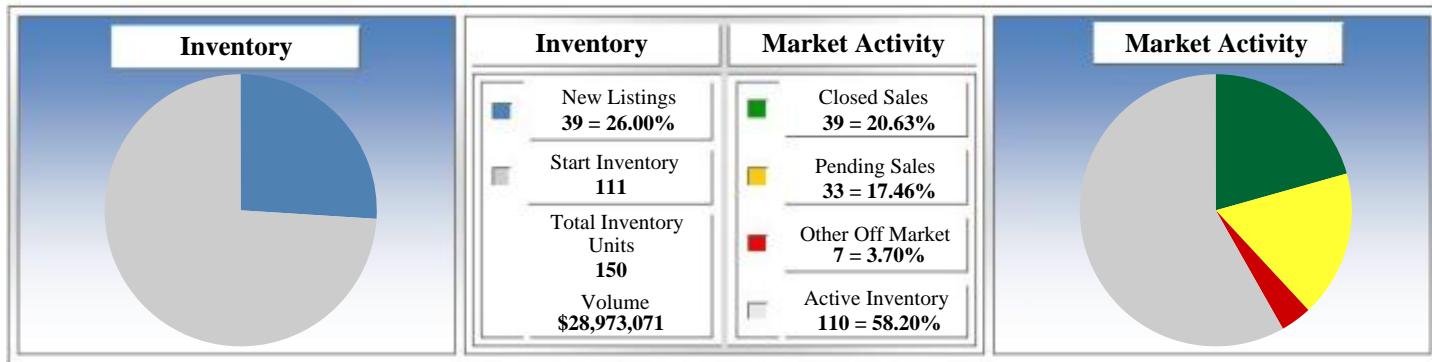 Inventory
Inventory
New Listings
39 = 26.00%
Start Inventory
111
Total Inventory
Units
150
Volume
$28,973,071
Market Activity
Closed Sales
39 = 20.63%
Pending Sales
33 = 17.46%
Other Off Market
7 = 3.70%
Active Inventory
110 = 58.20%
Market Activity